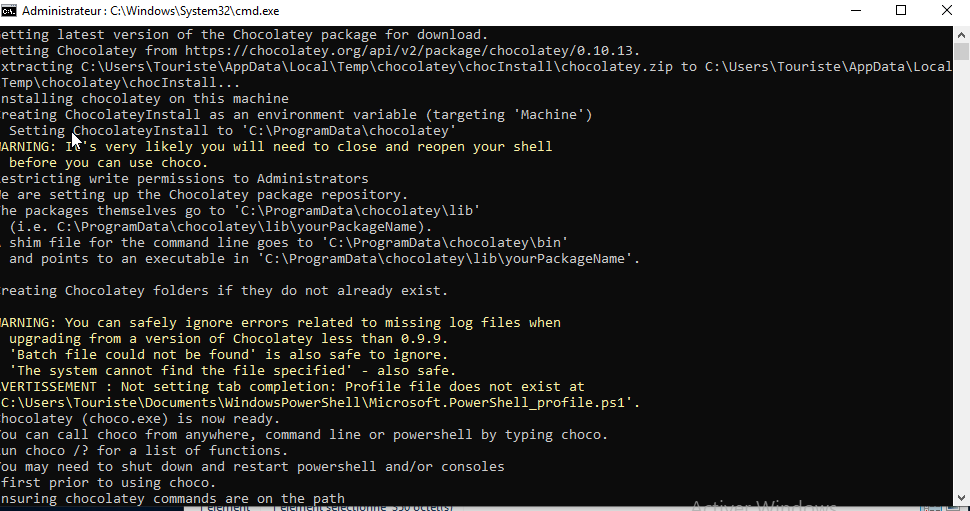 Administrateur : C:\Windows\System32\cmd.exe
etting latest version of the Chocolatey package for download.
etting Chocolatey from https://chocolatey.org/api/v2/package/chocolatey/0.10.13.
xtracting C:\Users\Touriste\AppData\Local\Temp\chocolatey\chocInstall\chocolatey.zip to C:\Users\Touriste\AppData\Local
Temp\chocolatey\chocInstall...
nstalling chocolatey on this machine
reating ChocolateyInstall as an environment variable (targeting 'Machine')
Setting ChocolateyInstall to 'C:\ProgramData\chocolatey'
ARNING: It's very likely you will need to close and reopen your shell
before you can use choco.
estricting write permissions to Administrators
e are setting up the Chocolatey package repository.
he packages themselves go to 'C:\ProgramData\chocolatey\lib'
(i.e. C:\ProgramData\chocolatey\lib\yourPackageName).
shim file for the command line goes to 'C:\ProgramData\chocolatey\bin'
and points to an executable in 'C:\ProgramData\chocolatey\lib\yourPackageName'.
reating Chocolatey folders if they do not already exist.
ARNING: You can safely ignore errors related to missing log files when
upgrading from a version of Chocolatey less than 0.9.9.
'Batch file could not be found' is also safe to ignore.
'The system cannot find the file specified' - also safe.
VERTISSEMENT : Not setting tab completion: Profile file does not exist at
C:\Users\Touriste\Documents\WindowsPowerShell\Microsoft.PowerShell_profile.ps1'.
hocolatey (choco.exe) is now ready.
ou can call choco from anywhere, command line or powershell by typing choco.
un choco /? for a list of functions.
ou may need to shut down and restart powershell and/or consoles
first prior to using choco.
nsuring chocolatey commands are on the path